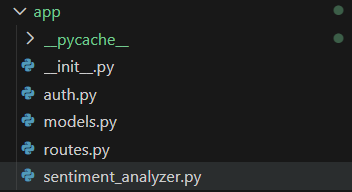 app
__pycache__
__init__.py
auth.py
models.py
routes.py
sentiment_analyzer.py